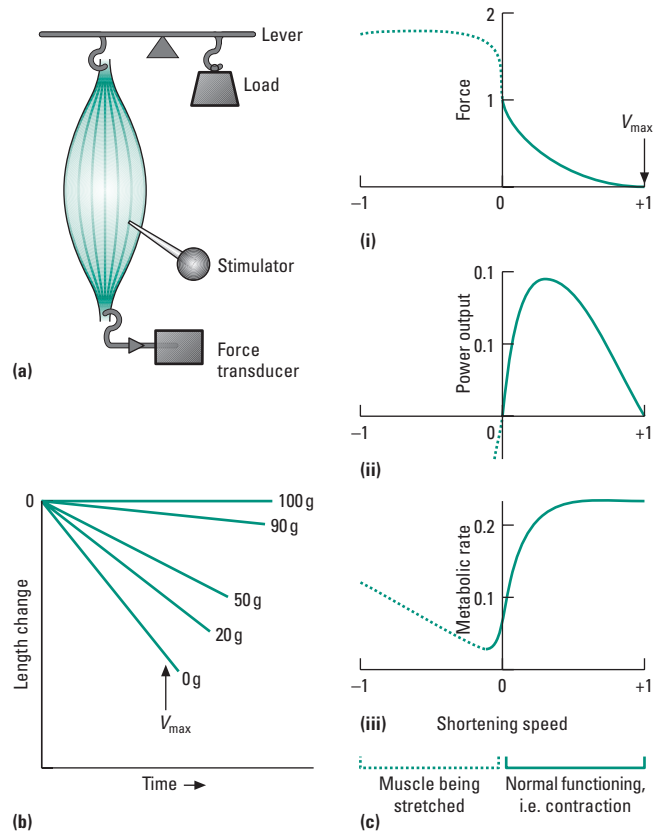 Lever
Load
Stimulator
Force
transducer
(a)
2
1
Force
Vmax
−1
0
+1
(i)
0.1
0.1
Power output
−1
0
+1
(ii)
0
100 g
90 g
50 g
20 g
0 g
Vmax
Length change
Time →
(b)
0.2
0.1
Metabolic rate
−1
0
+1
(iii)
Shortening speed
Muscle being
stretched
Normal functioning,
i.e. contraction
(c)